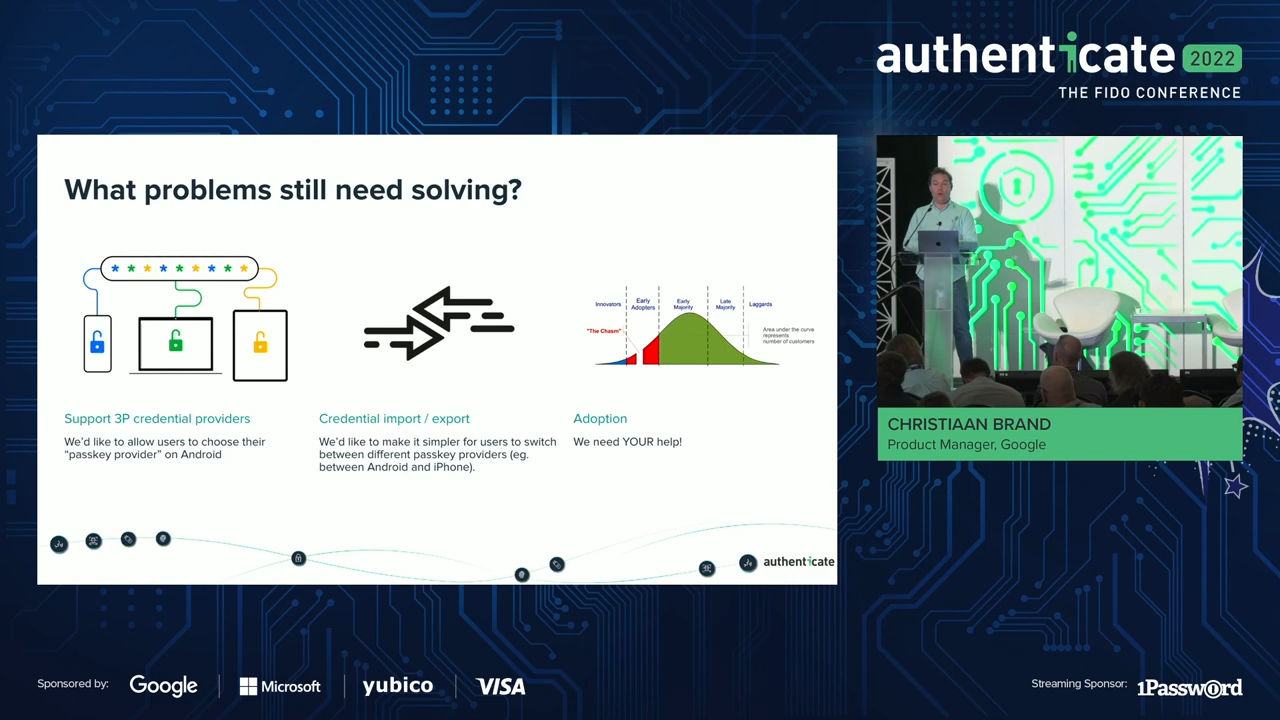 authenticate 2022
THE FIDO CONFERENCE
What problems still need solving?
* * * * * * * * *
Innovators
Early
Adopters
Early
Majority
Late
Majority
Laggards
"The Chasm"
Area under the curve
represents
number of customers
Support 3P credential providers
We'd like to allow users to choose their
"passkey provider" on Android
Credential import / export
We'd like to make it simpler for users to switch
between different passkey providers (eg.
between Android and iPhone).
Adoption
We need YOUR help!
authenticate
CHRISTIAAN BRAND
Product Manager, Google
Sponsored by:
Google
Microsoft
yubico
VISA
Streaming Sponsor:
1Password